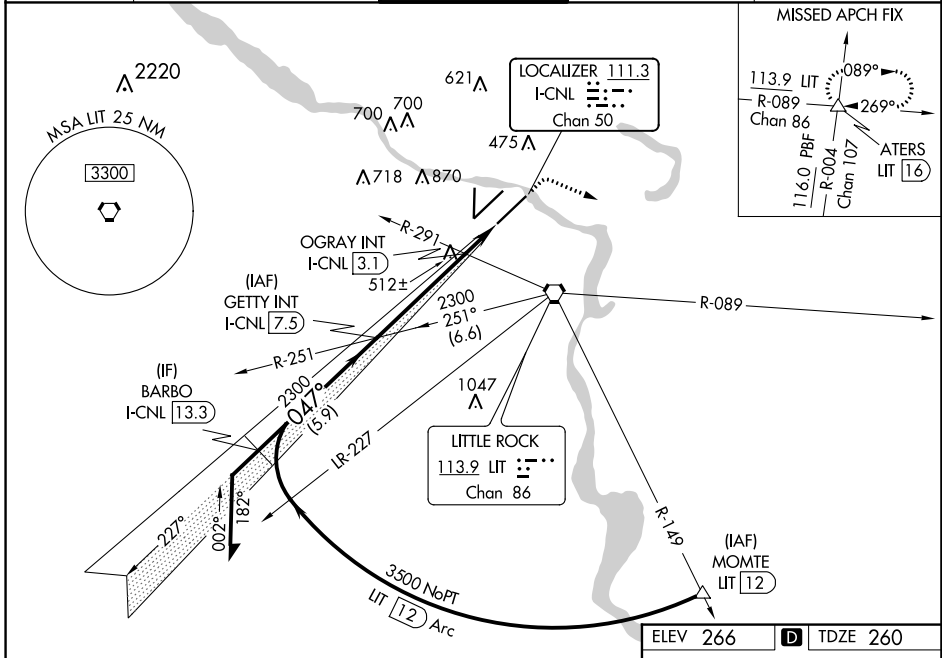 2220
MSA LIT 25 NM
3300
621
700
700
475
718
870
LOCALIZER 111.3
I-CNL
Chan 50
MISSED APCH FIX
089°
113.9 LIT
R-089
Chan 86
269°
116.0 PBF
R-004
Chan 107
ATERS
LIT 16
R-291
OGRAY INT
I-CNL 3.1
512±
(IAF)
GETTY INT
I-CNL 7.5
2300
251°
(6.6)
R-089
R-251
(IF)
BARBO
I-CNL 13.3
2300
047°
(5.9)
LR-227
1047
LITTLE ROCK
113.9 LIT
Chan 86
R-149
227°
002°
182°
(IAF)
MOMTE
LIT 12
3500 NoPT
LIT 12 Arc
ELEV 266 D TDZE 260